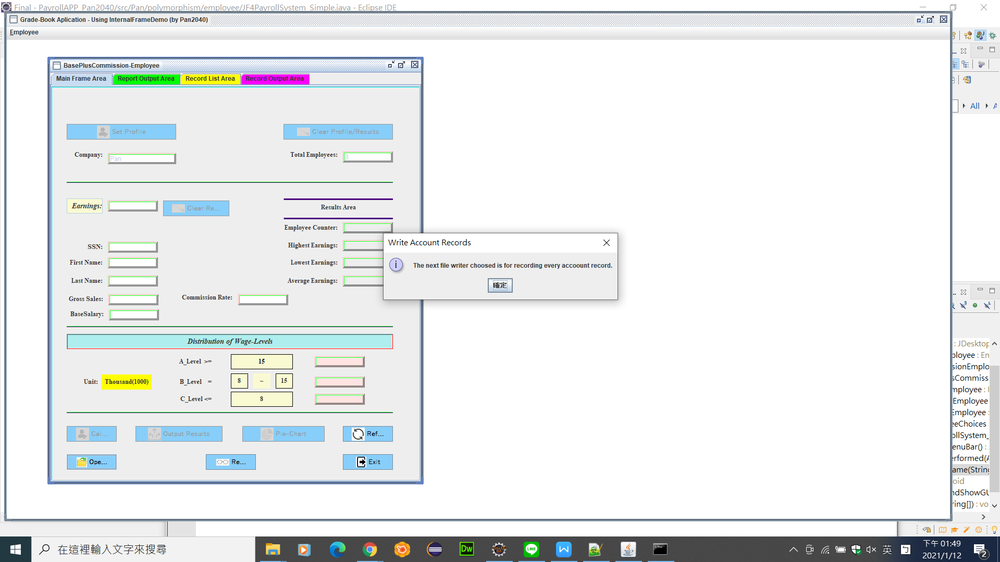 Final - PayrollAPP_Pan2040/src/Pan/polymorphism/employee/JF4PayrollSystem_Simple.java - Eclipse IDE
Grade-Book Aplication - Using InternalFrameDemo (by Pan2040)
Employee
BasePlusCommission-Employee
Main Frame Area
Report Output Area
Record List Area
Record Output Area
Set Profile
Clear Profile/Results
Company:
Pan
Total Employees:
3
Earnings:
Clear Re...
Results Area
Employee Counter:
SSN:
Highest Earnings:
First Name:
Lowest Earnings:
Last Name:
Average Earnings:
Gross Sales:
Commission Rate:
BaseSalary:
Write Account Records
The next file writer choosed is for recording every accoount record.
確定
Distribution of Wage-Levels
A_Level >=
15
Unit:
Thousand(1000)
B_Level =
8
~
15
C_Level <=
8
Cal...
Output Results
Pie-Chart
Ref...
Ope...
Re...
Exit
All
: JDesktop
ployee : En
sionEmplo
sCommiss
mployee :
Employee
Employee :
eeChoices
ollSystem_
enuBar() :
erformed(A
ame(String
oid
ndShowGU
ring[]) : vo
在這裡輸入文字來搜尋
Dw
LINE
英
下午 01:49
2021/1/12
2